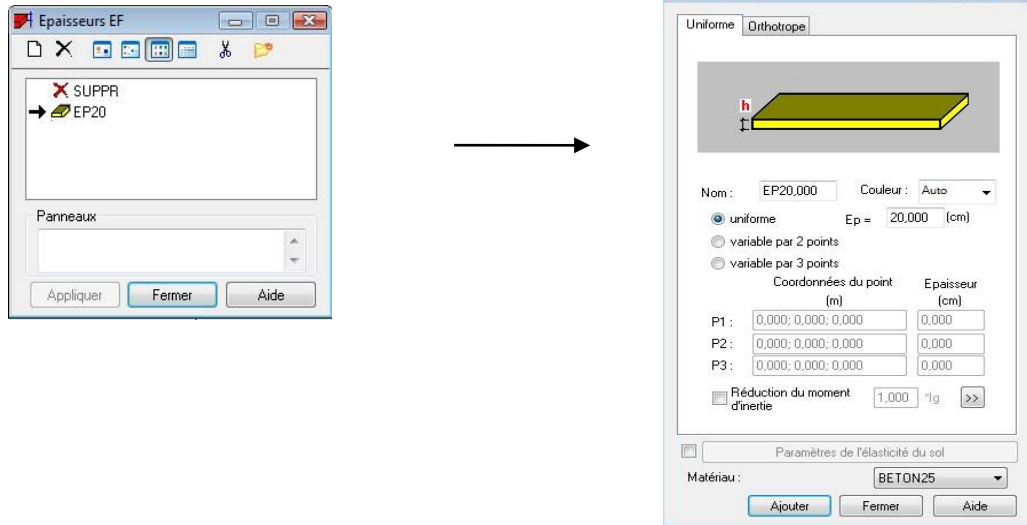 Epaisseurs EF
SUPPR
EP20
Panneaux
Appliquer Fermer Aide
Uniforme Orthotrope
h
Nom : EP20,000 Couleur : Auto
uniforme Ep = 20,000 (cm)
variable par 2 points
variable par 3 points
Coordonnées du point Epaisseur
(m) (cm)
P1 : 0,000; 0,000; 0,000 0,000
P2 : 0,000; 0,000; 0,000 0,000
P3 : 0,000; 0,000; 0,000 0,000
Réduction du moment
d'inertie 1,000 *Ig >>
Paramètres de l'élasticité du sol
Matériau : BETON25
Ajouter Fermer Aide